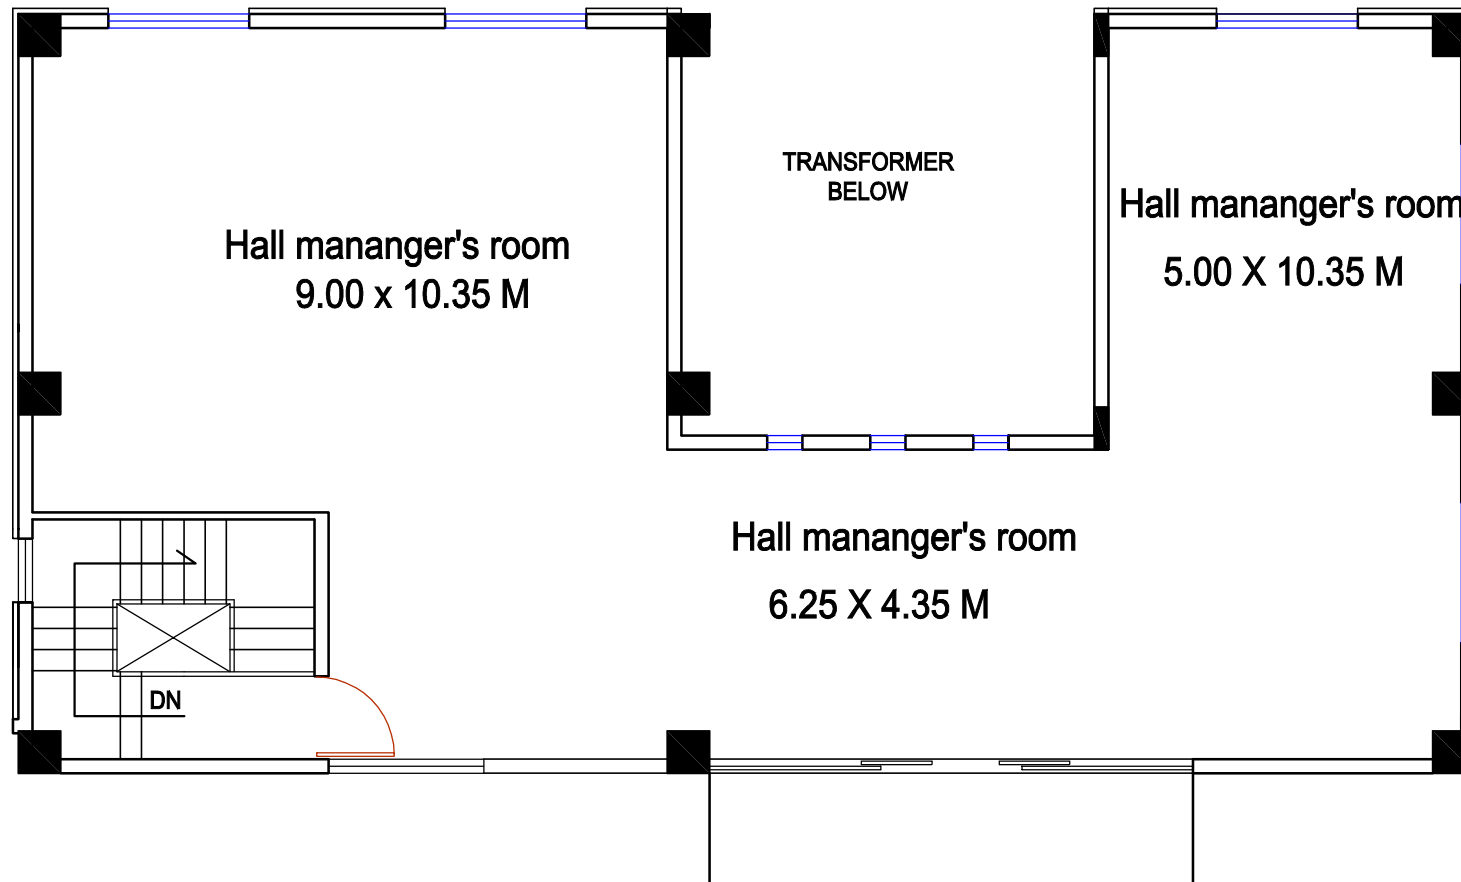 TRANSFORMER
BELOW
Hall mananger's room
5.00 X 10.35 M
Hall mananger's room
9.00 x 10.35 M
Hall mananger's room
6.25 X 4.35 M
DN